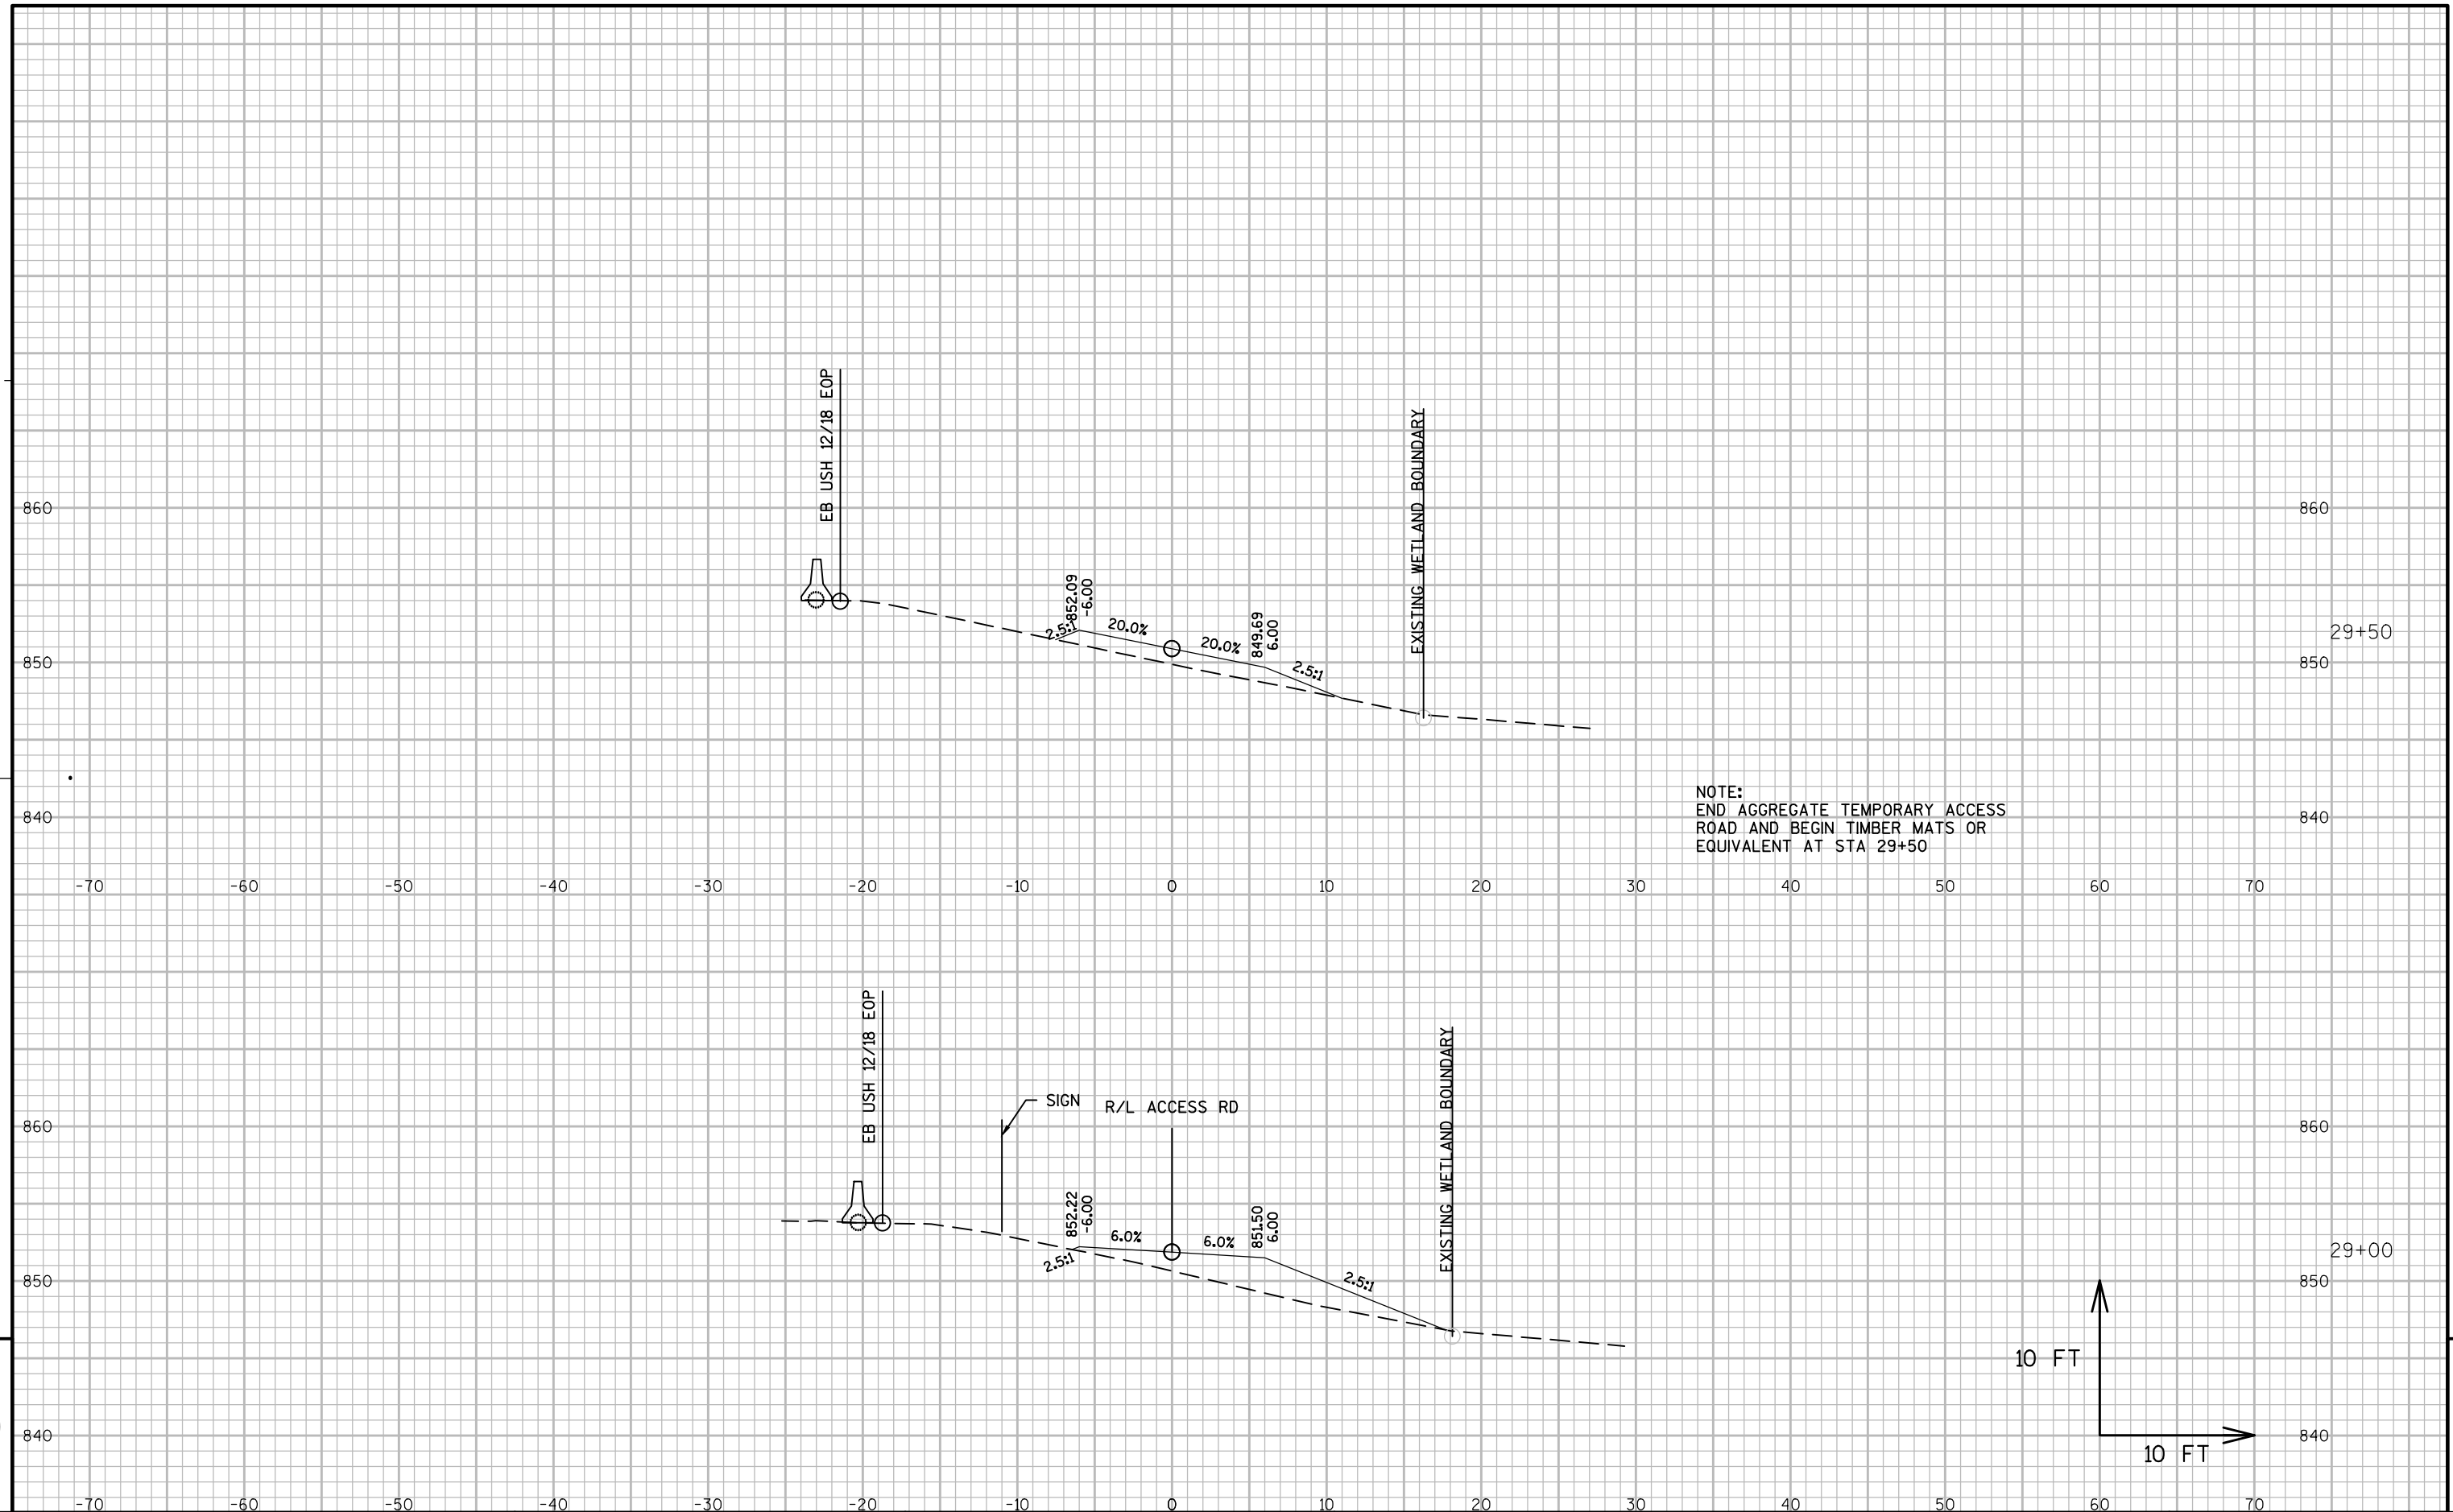 EB USH 12/18 EOP
EXISTING WETLAND BOUNDARY
860
860
852.09
-6.00
849.69
6.00
2.5:1
20.0%
20.0%
2.5:1
29+50
850
850
NOTE:
END AGGREGATE TEMPORARY ACCESS
ROAD AND BEGIN TIMBER MATS OR
EQUIVALENT AT STA 29+50
840
840
-70 -60 -50 -40 -30 -20 -10 0 10 20 30 40 50 60 70
EB USH 12/18 EOP
EXISTING WETLAND BOUNDARY
SIGN
R/L ACCESS RD
860
860
852.22
-6.00
851.50
6.00
2.5:1
6.0%
6.0%
2.5:1
29+00
850
850
10 FT
10 FT
840
840
-70 -60 -50 -40 -30 -20 -10 0 10 20 30 40 50 60 70